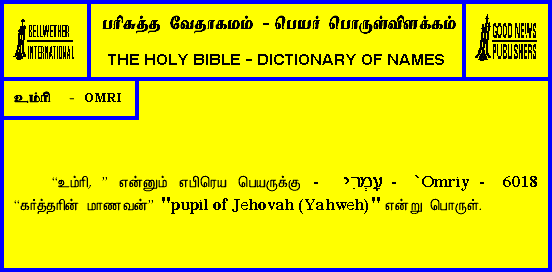 BELLWETHER
INTERNATIONAL
பரிசுத்த வேதாகமம் - பெயர் பொருள்விளக்கம்
THE HOLY BIBLE - DICTIONARY OF NAMES
GOOD NEWS
PUBLISHERS
உம்ரி - OMRI
“உம்ரி, ” என்னும் எபிரெய பெயருக்கு - עָמְרִי - `Omriy - 6018
“கர்த்தரின் மாணவன்” "pupil of Jehovah (Yahweh)" என்று பொருள்.